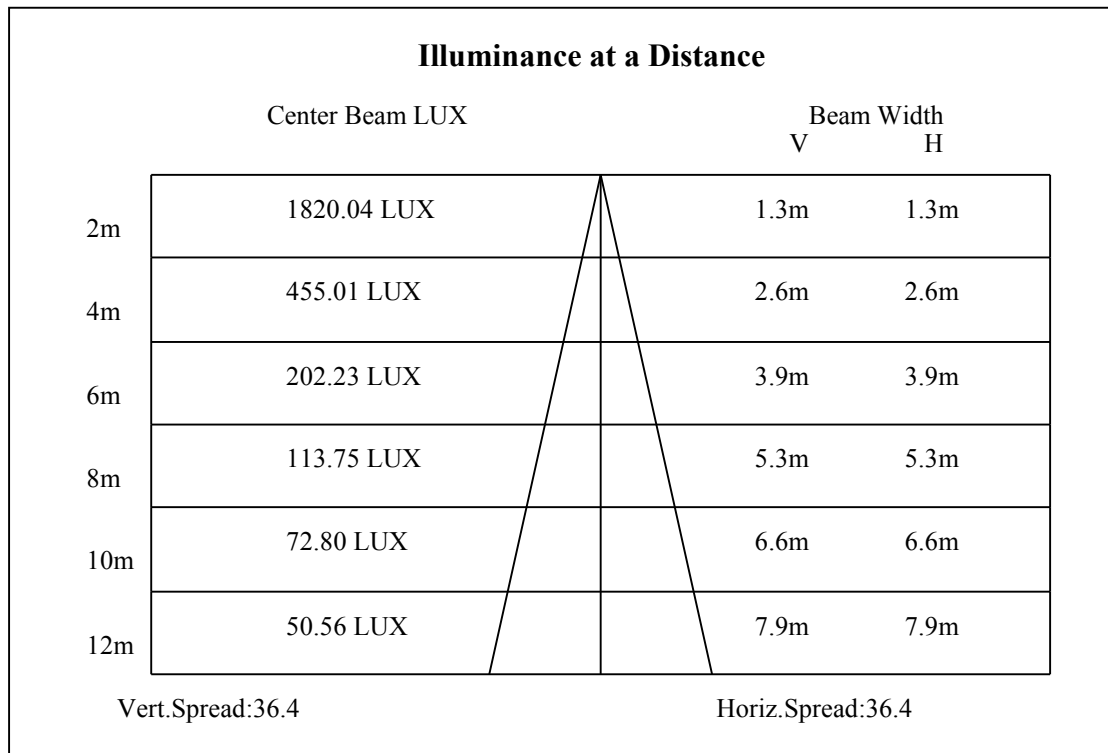 Illuminance at a Distance
Center Beam LUX Beam Width
V H
2m 1820.04 LUX 1.3m 1.3m
4m 455.01 LUX 2.6m 2.6m
6m 202.23 LUX 3.9m 3.9m
8m 113.75 LUX 5.3m 5.3m
10m 72.80 LUX 6.6m 6.6m
12m 50.56 LUX 7.9m 7.9m
Vert.Spread:36.4 Horiz.Spread:36.4